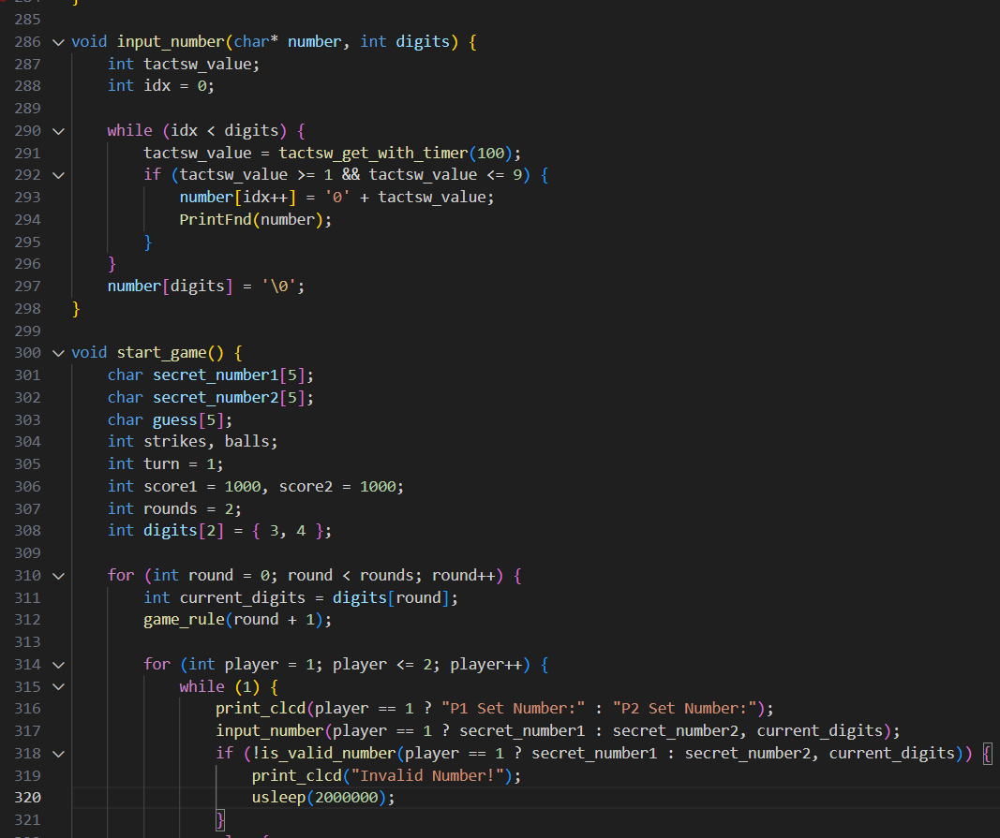 285
286 void input_number(char* number, int digits) {
287     int tactsw_value;
288     int idx = 0;
289
290     while (idx < digits) {
291         tactsw_value = tactsw_get_with_timer(100);
292         if (tactsw_value >= 1 && tactsw_value <= 9) {
293             number[idx++] = '0' + tactsw_value;
294             PrintFnd(number);
295         }
296     }
297     number[digits] = '\0';
298 }
299
300 void start_game() {
301     char secret_number1[5];
302     char secret_number2[5];
303     char guess[5];
304     int strikes, balls;
305     int turn = 1;
306     int score1 = 1000, score2 = 1000;
307     int rounds = 2;
308     int digits[2] = { 3, 4 };
309
310     for (int round = 0; round < rounds; round++) {
311         int current_digits = digits[round];
312         game_rule(round + 1);
313
314         for (int player = 1; player <= 2; player++) {
315             while (1) {
316                 print_clcd(player == 1 ? "P1 Set Number:" : "P2 Set Number:");
317                 input_number(player == 1 ? secret_number1 : secret_number2, current_digits);
318                 if (!is_valid_number(player == 1 ? secret_number1 : secret_number2, current_digits)) {
319                     print_clcd("Invalid Number!");
320                     usleep(2000000);
321                 }